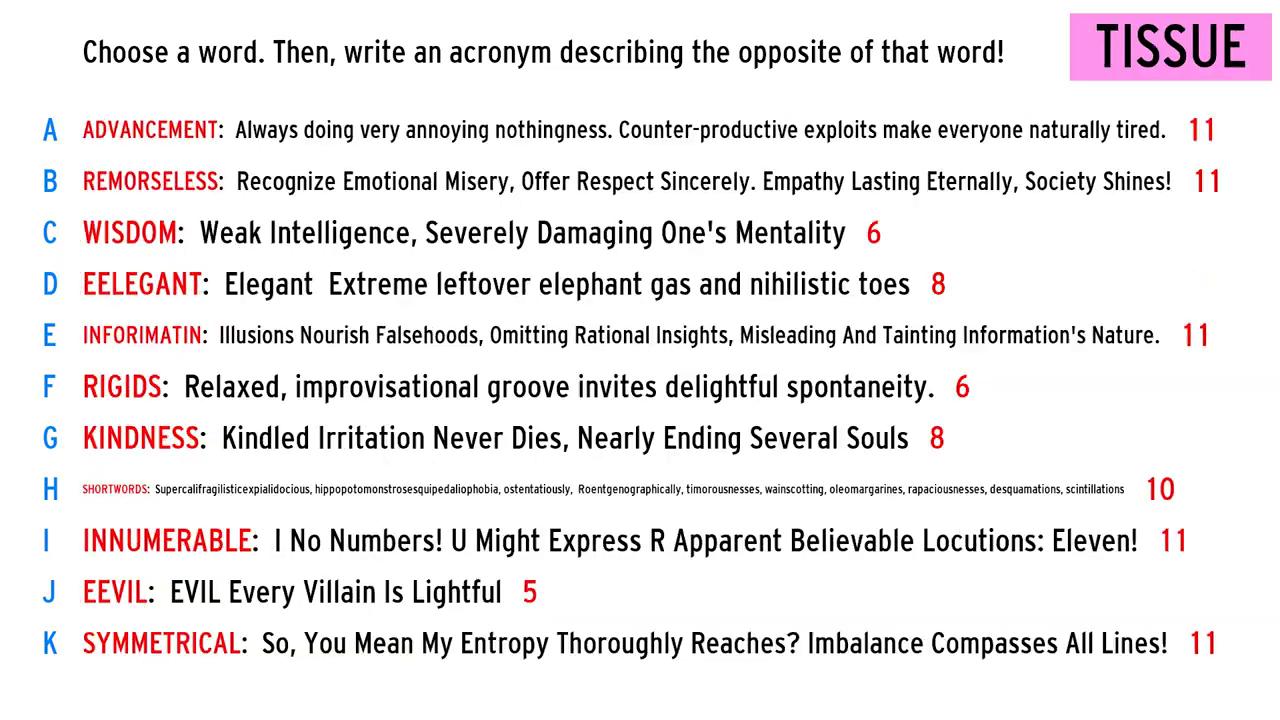 Choose a word. Then, write an acronym describing the opposite of that word!
TISSUE
A ADVANCEMENT: Always doing very annoying nothingness. Counter-productive exploits make everyone naturally tired. 11
B REMORSELESS: Recognize Emotional Misery, Offer Respect Sincerely. Empathy Lasting Eternally, Society Shines! 11
C WISDOM: Weak Intelligence, Severely Damaging One's Mentality 6
D EELEGANT: Elegant Extreme leftover elephant gas and nihilistic toes 8
E INFORIMATIN: Illusions Nourish Falsehoods, Omitting Rational Insights, Misleading And Tainting Information's Nature. 11
F RIGIDS: Relaxed, improvisational groove invites delightful spontaneity. 6
G KINDNESS: Kindled Irritation Never Dies, Nearly Ending Several Souls 8
H SHORTWORDS: Supercalifragilisticexpialidocious, hippopotomonstrosesquipedaliophobia, ostentatiously, Roentgenographically, timorousnesses, wainscotting, oleomargarines, rapaciousnesses, desquamations, scintillations 10
I INNUMERABLE: I No Numbers! U Might Express R Apparent Believable Locutions: Eleven! 11
J EEVIL: EVIL Every Villain Is Lightful 5
K SYMMETRICAL: So, You Mean My Entropy Thoroughly Reaches? Imbalance Compasses All Lines! 11